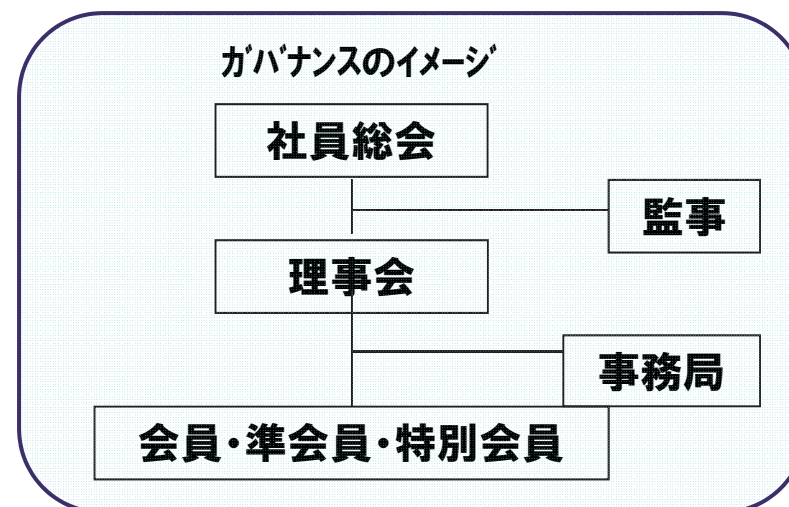 ｶﾞﾊﾞナンスのイメージ
社員総会
監事
理事会
事務局
会員・準会員・特別会員